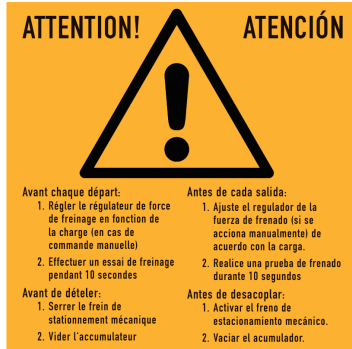 ATTENTION!
ATENCIÓN
Avant chaque départ:
1. Régler le régulateur de force
de freinage en fonction de
la charge (en cas de
commande manuelle)
2. Effectuer un essai de freinage
pendant 10 secondes
Avant de dételer:
1. Serrer le frein de
stationnement mécanique
2. Vider l'accumulateur
Antes de cada salida:
1. Ajuste el regulador de la
fuerza de frenado (si se
acciona manualmente) de
acuerdo con la carga.
2. Realice una prueba de frenado
durante 10 segundos
Antes de desacoplar:
1. Activar el freno de
estacionamiento mecánico.
2. Vaciar el acumulador.